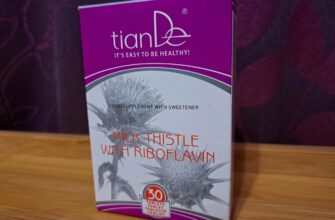 tianDe®
IT'S EASY TO BE HEALTHY!
FOOD SUPPLEMENT WITH SWEETENER
MILK THISTLE
WITH RIBOFLAVIN
30